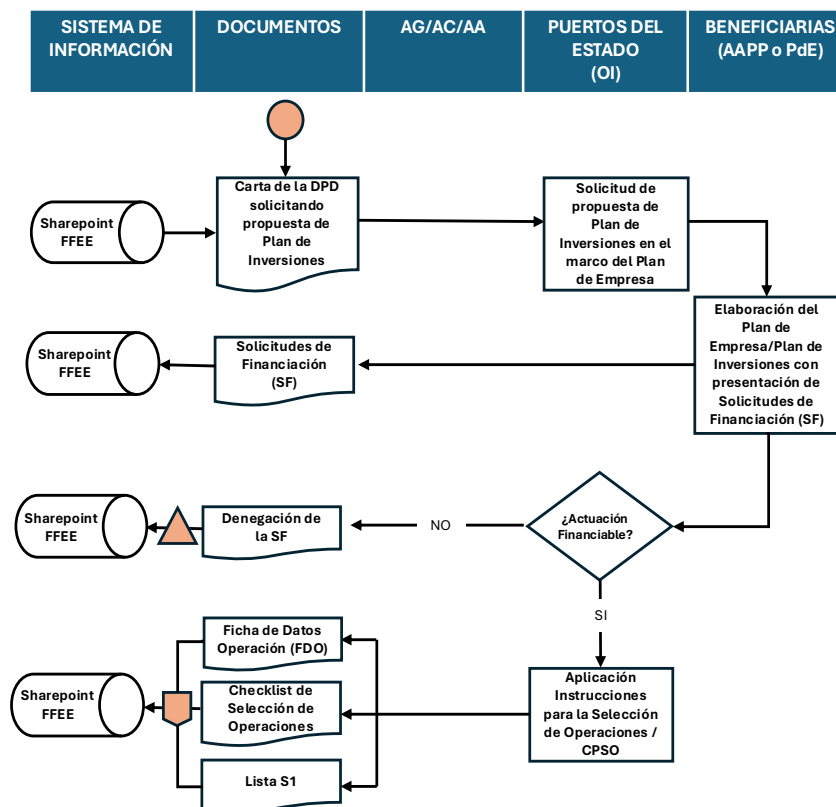 SISTEMA DE
INFORMACIÓN
DOCUMENTOS
AG/AC/AA
PUERTOS DEL
ESTADO
(OI)
BENEFICIARIAS
(AAPP o PdE)
Sharepoint
FFEE
Carta de la DPD
solicitando
propuesta de
Plan de
Inversiones
Solicitud de
propuesta de
Plan de
Inversiones en el
marco del Plan
de Empresa
Elaboración del
Plan de
Empresa/Plan de
Inversiones con
presentación de
Solicitudes de
Financiación (SF)
Sharepoint
FFEE
Solicitudes de
Financiación
(SF)
Sharepoint
FFEE
Denegación de
la SF
NO
¿Actuación
Financiable?
SI
Ficha de Datos
Operación (FDO)
Sharepoint
FFEE
Checklist de
Selección de
Operaciones
Lista S1
Aplicación
Instrucciones
para la Selección
de Operaciones /
CPSO